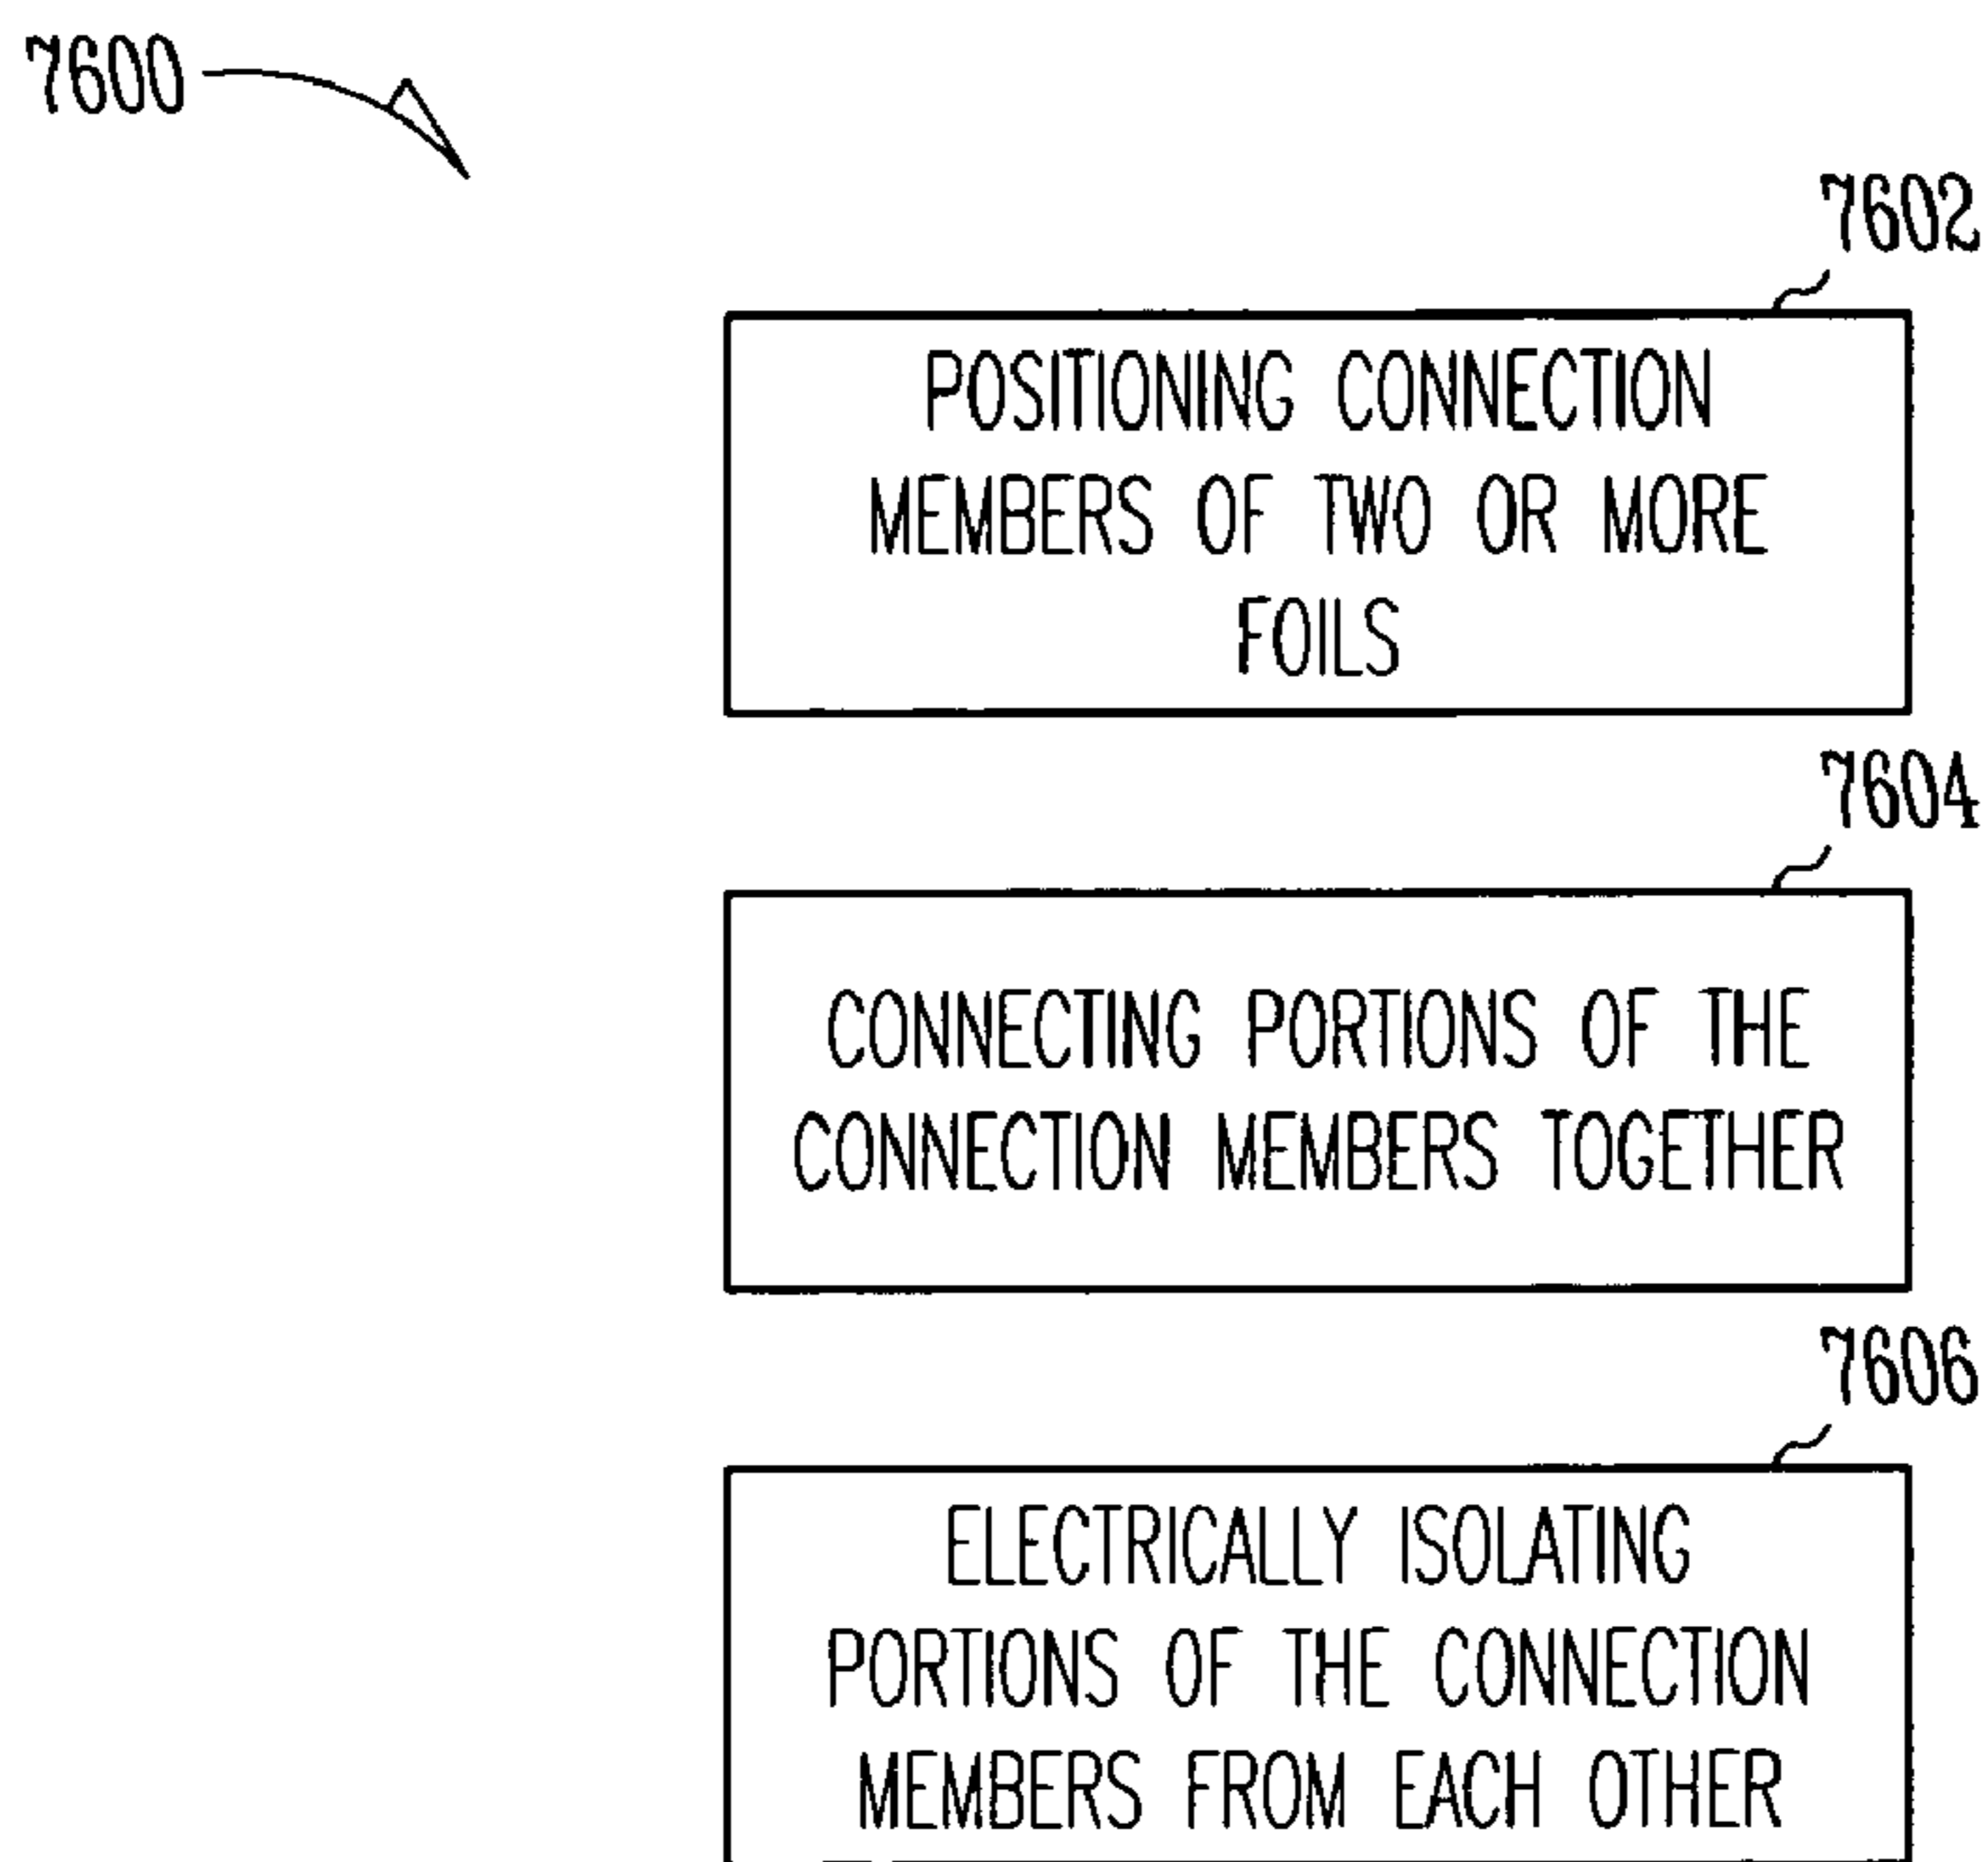 7600
7602
POSITIONING CONNECTION
MEMBERS OF TWO OR MORE
FOILS
7604
CONNECTING PORTIONS OF THE
CONNECTION MEMBERS TOGETHER
7606
ELECTRICALLY ISOLATING
PORTIONS OF THE CONNECTION
MEMBERS FROM EACH OTHER